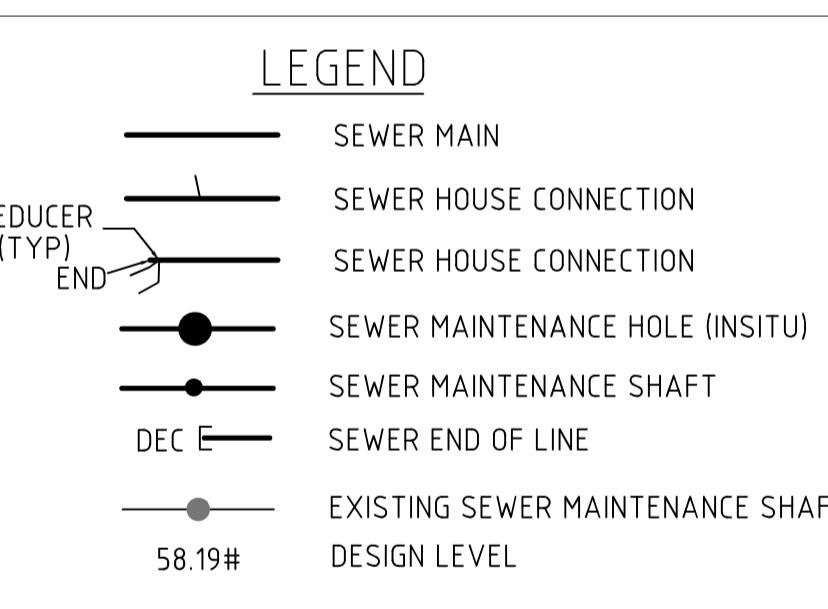 LEGEND
SEWER MAIN
SEWER HOUSE CONNECTION
EDUCER
(TYP)
END
SEWER HOUSE CONNECTION
SEWER MAINTENANCE HOLE (INSITU)
SEWER MAINTENANCE SHAFT
DEC E SEWER END OF LINE
EXISTING SEWER MAINTENANCE SHAF
58.19# DESIGN LEVEL